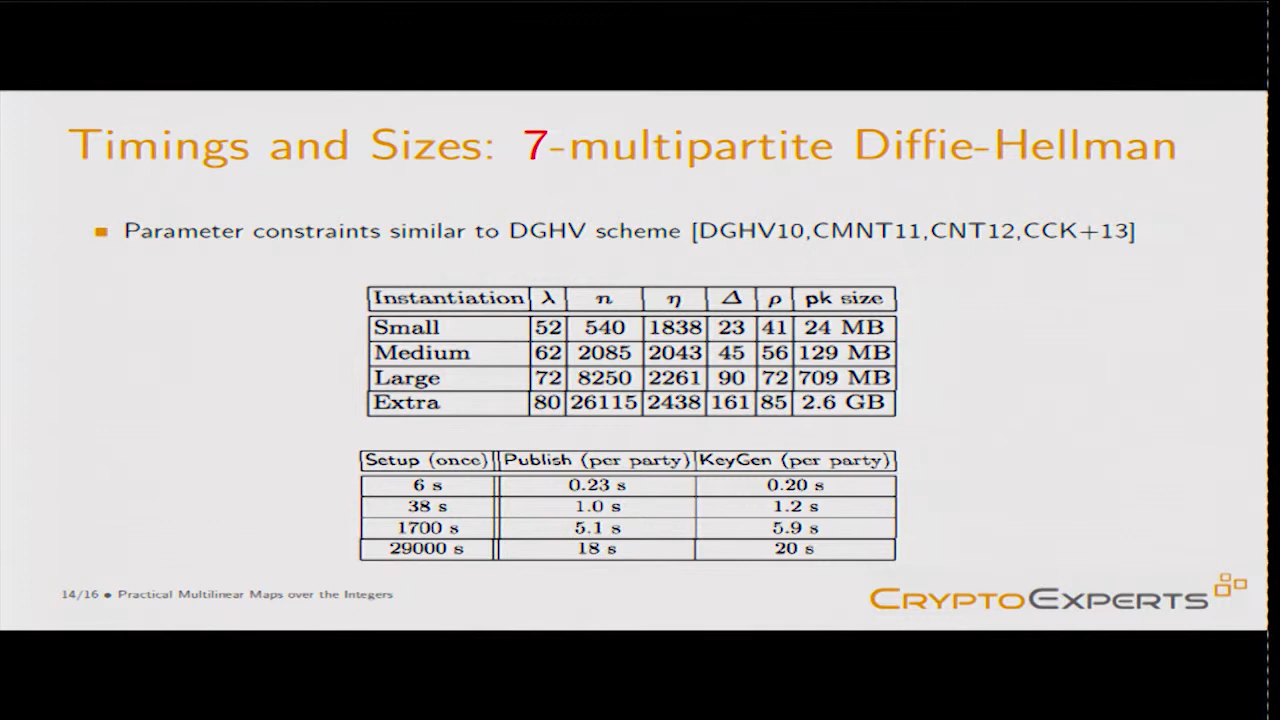 Timings and Sizes: 7-multipartite Diffie-Hellman
Parameter constraints similar to DGHV scheme [DGHV10,CMNT11,CNT12,CCK+13]
Instantiation λ n η Δ ρ pk size
Small 52 540 1838 23 41 24 MB
Medium 62 2085 2043 45 56 129 MB
Large 72 8250 2261 90 72 709 MB
Extra 80 26115 2438 161 85 2.6 GB
Setup (once) Publish (per party) KeyGen (per party)
6 s 0.23 s 0.20 s
38 s 1.0 s 1.2 s
1700 s 5.1 s 5.9 s
29000 s 18 s 20 s
14/16 • Practical Multilinear Maps over the Integers
CRYPTOEXPERTS